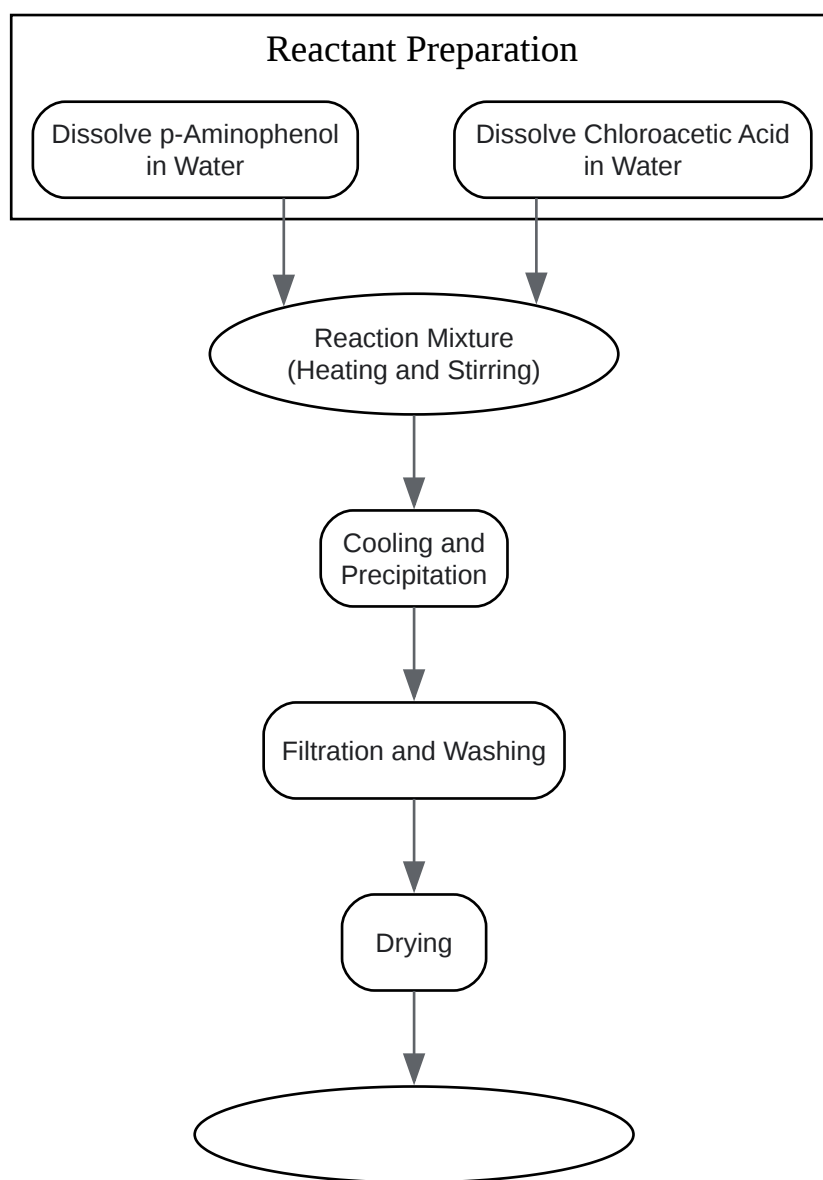 Reactant Preparation
Dissolve p-Aminophenol
in Water
Dissolve Chloroacetic Acid
in Water
Reaction Mixture
(Heating and Stirring)
Cooling and
Precipitation
Filtration and Washing
Drying